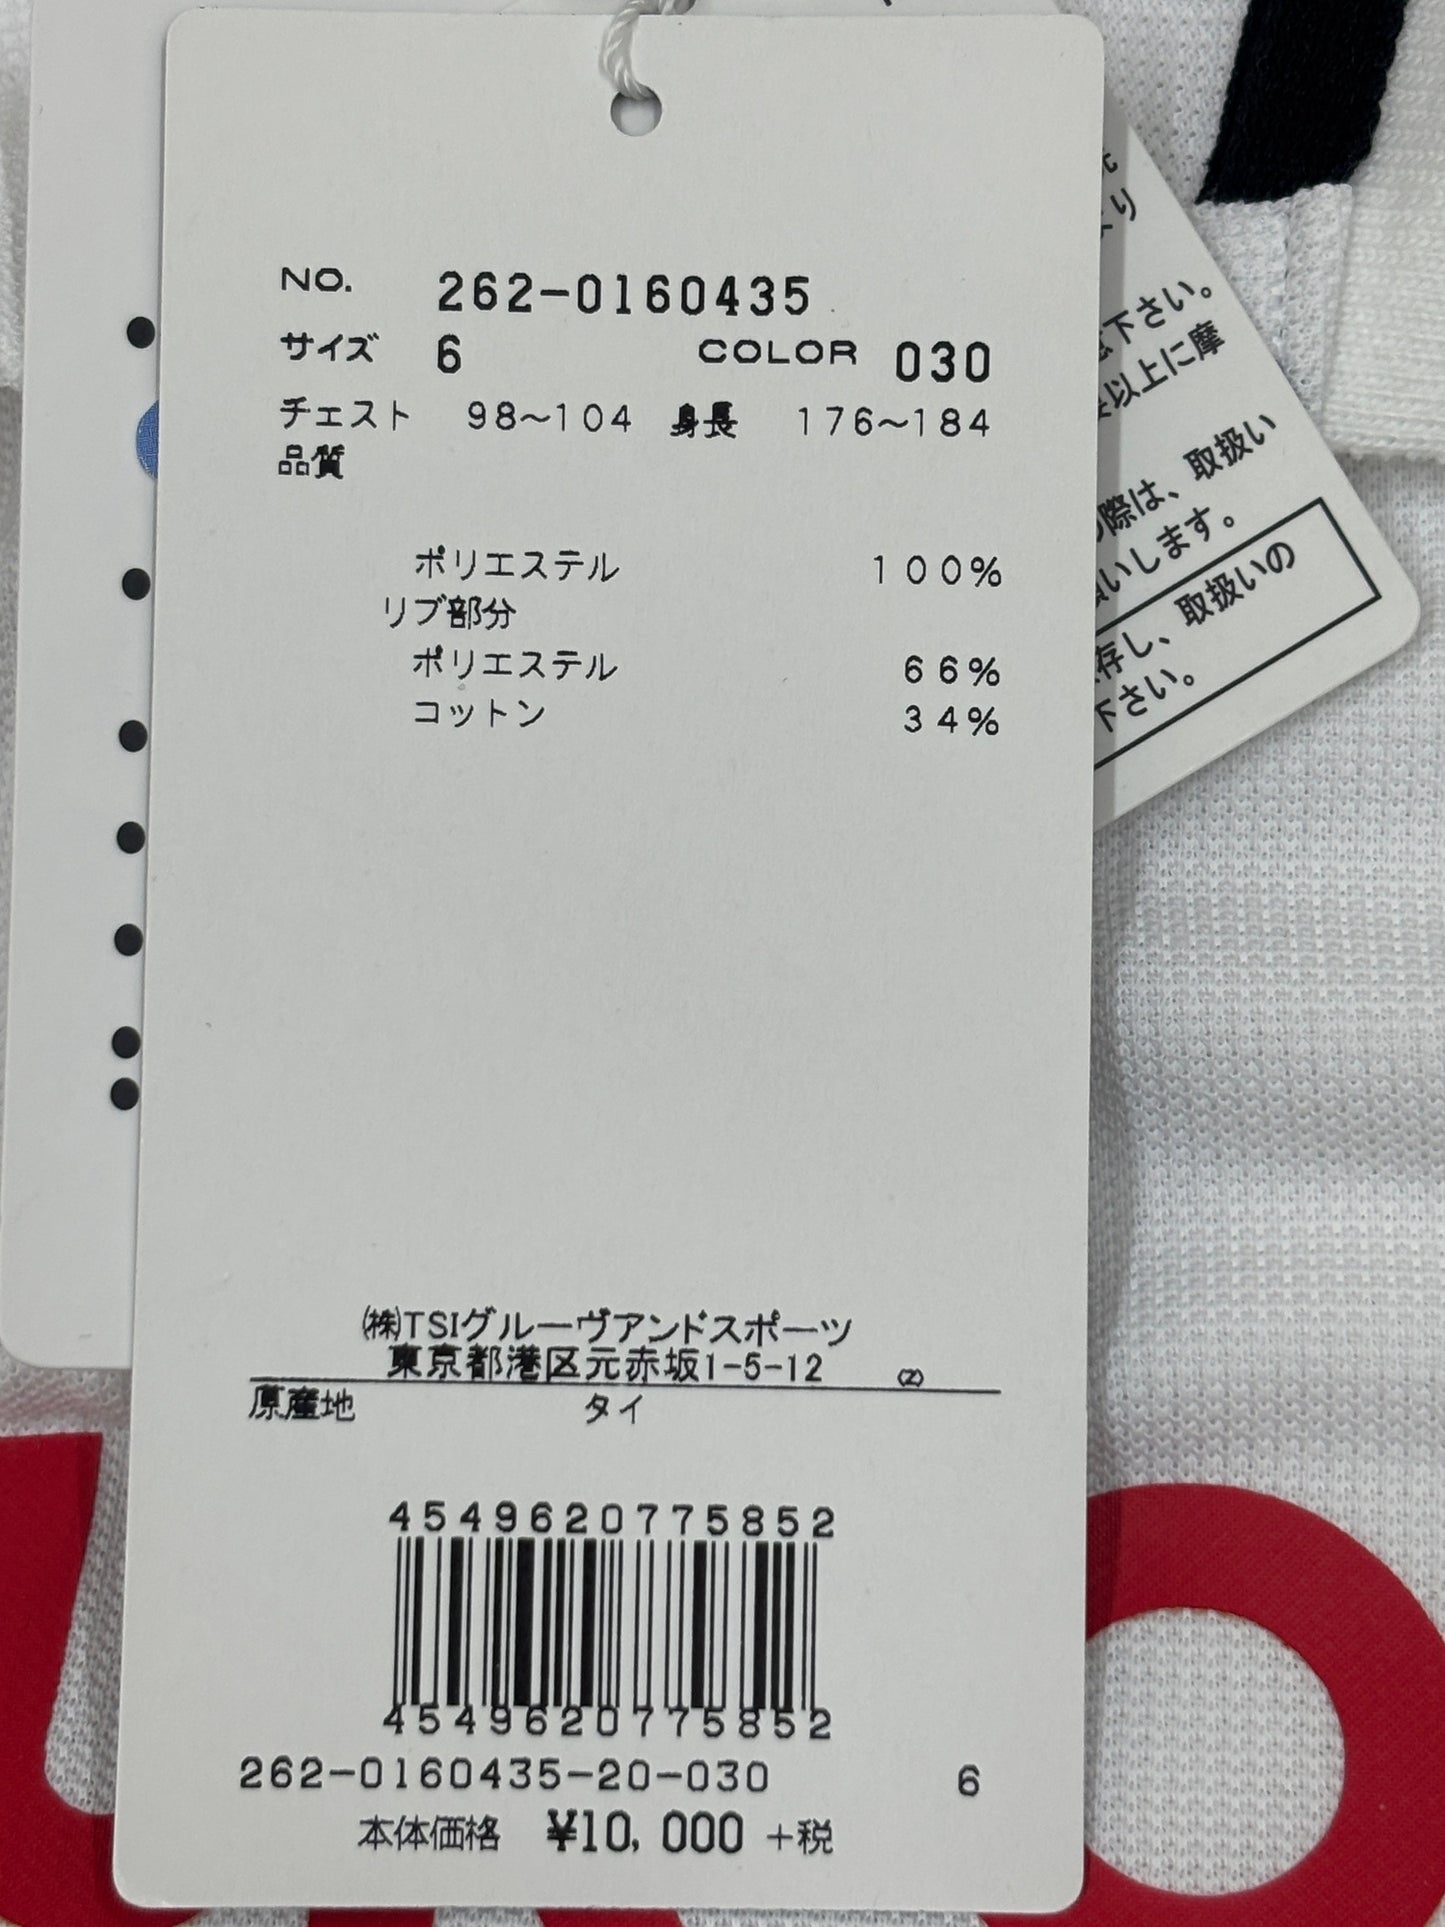 NO. 262-0160435
サイズ 6 COLOR 030
チェスト 98~104 身長 176~184
品質
ポリエステル 100%
リブ部分
ポリエステル 66%
コットン 34%
㈱TSIグルーヴアンドスポーツ
東京都港区元赤坂1-5-12 (Z)
原産地 タイ
4549620775852
4549620775852
262-0160435-20-030 6
本体価格 ¥10,000 +税
より
下さい。
以上に摩
際は、取扱い
いします。
存し、取扱いの
下さい。